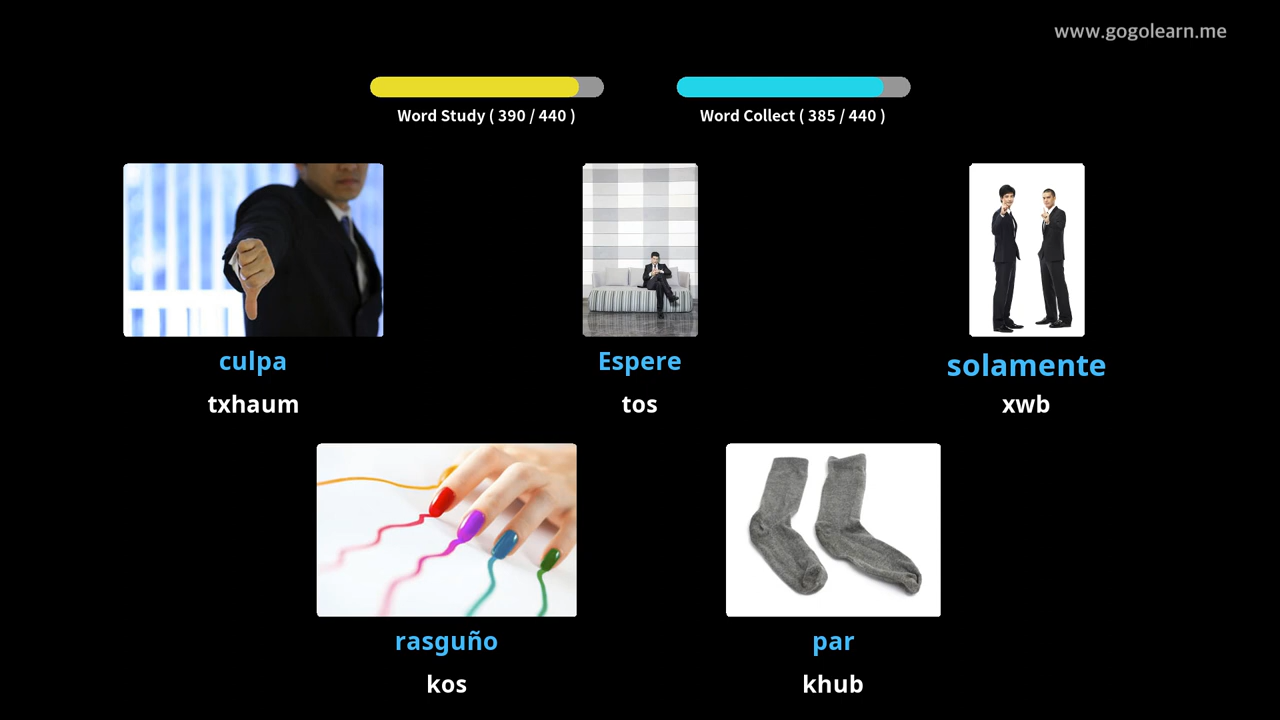 www.gogolearn.me
Word Study ( 390 / 440 )
Word Collect ( 385 / 440 )
culpa
Espere
solamente
txhaum
tos
xwb
rasguño
par
kos
khub